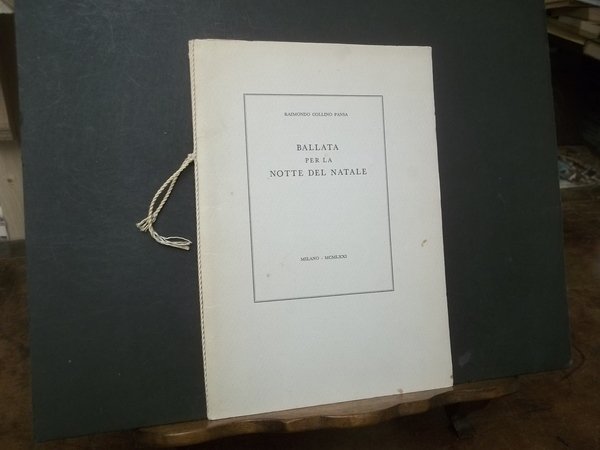 RAIMONDO COLLINO PANSA
BALLATA
PER LA
NOTTE DEL NATALE
MILANO - MCMLXXI